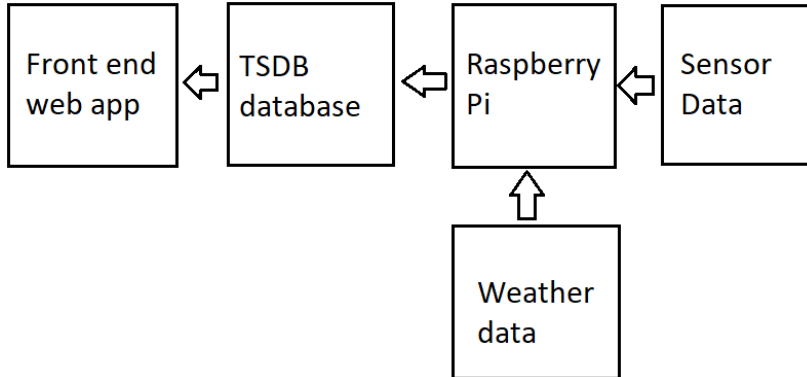 Front end
web app
TSDB
database
Raspberry
Pi
Sensor
Data
Weather
data